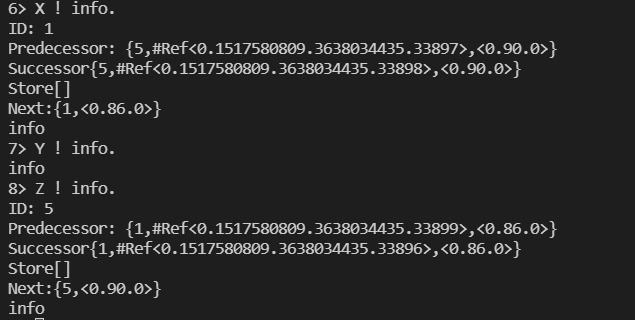 6> X ! info.
ID: 1
Predecessor: {5,#Ref<0.1517580809.3638034435.33897>,<0.90.0>}
Successor{5,#Ref<0.1517580809.3638034435.33898>,<0.90.0>}
Store[]
Next:{1,<0.86.0>}
info
7> Y ! info.
info
8> Z ! info.
ID: 5
Predecessor: {1,#Ref<0.1517580809.3638034435.33899>,<0.86.0>}
Successor{1,#Ref<0.1517580809.3638034435.33896>,<0.86.0>}
Store[]
Next:{5,<0.90.0>}
info